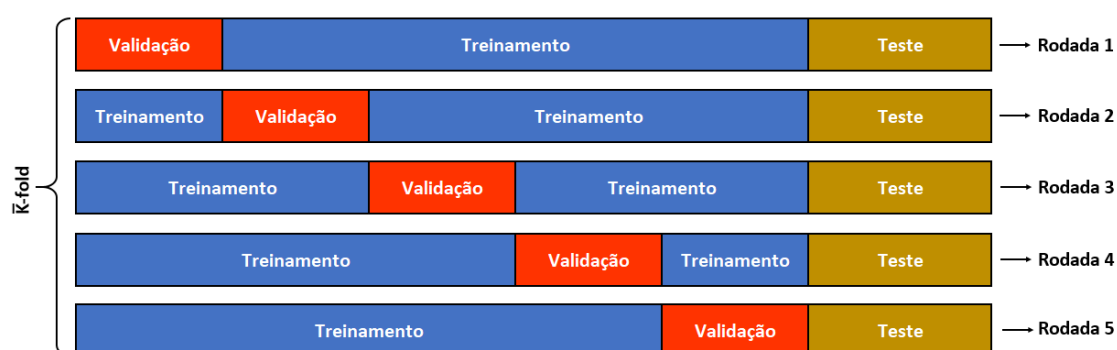 Validação Treinamento Teste Rodada 1
Treinamento Validação Treinamento Teste Rodada 2
K-fold
Treinamento Validação Treinamento Teste Rodada 3
Treinamento Validação Treinamento Teste Rodada 4
Treinamento Validação Teste Rodada 5